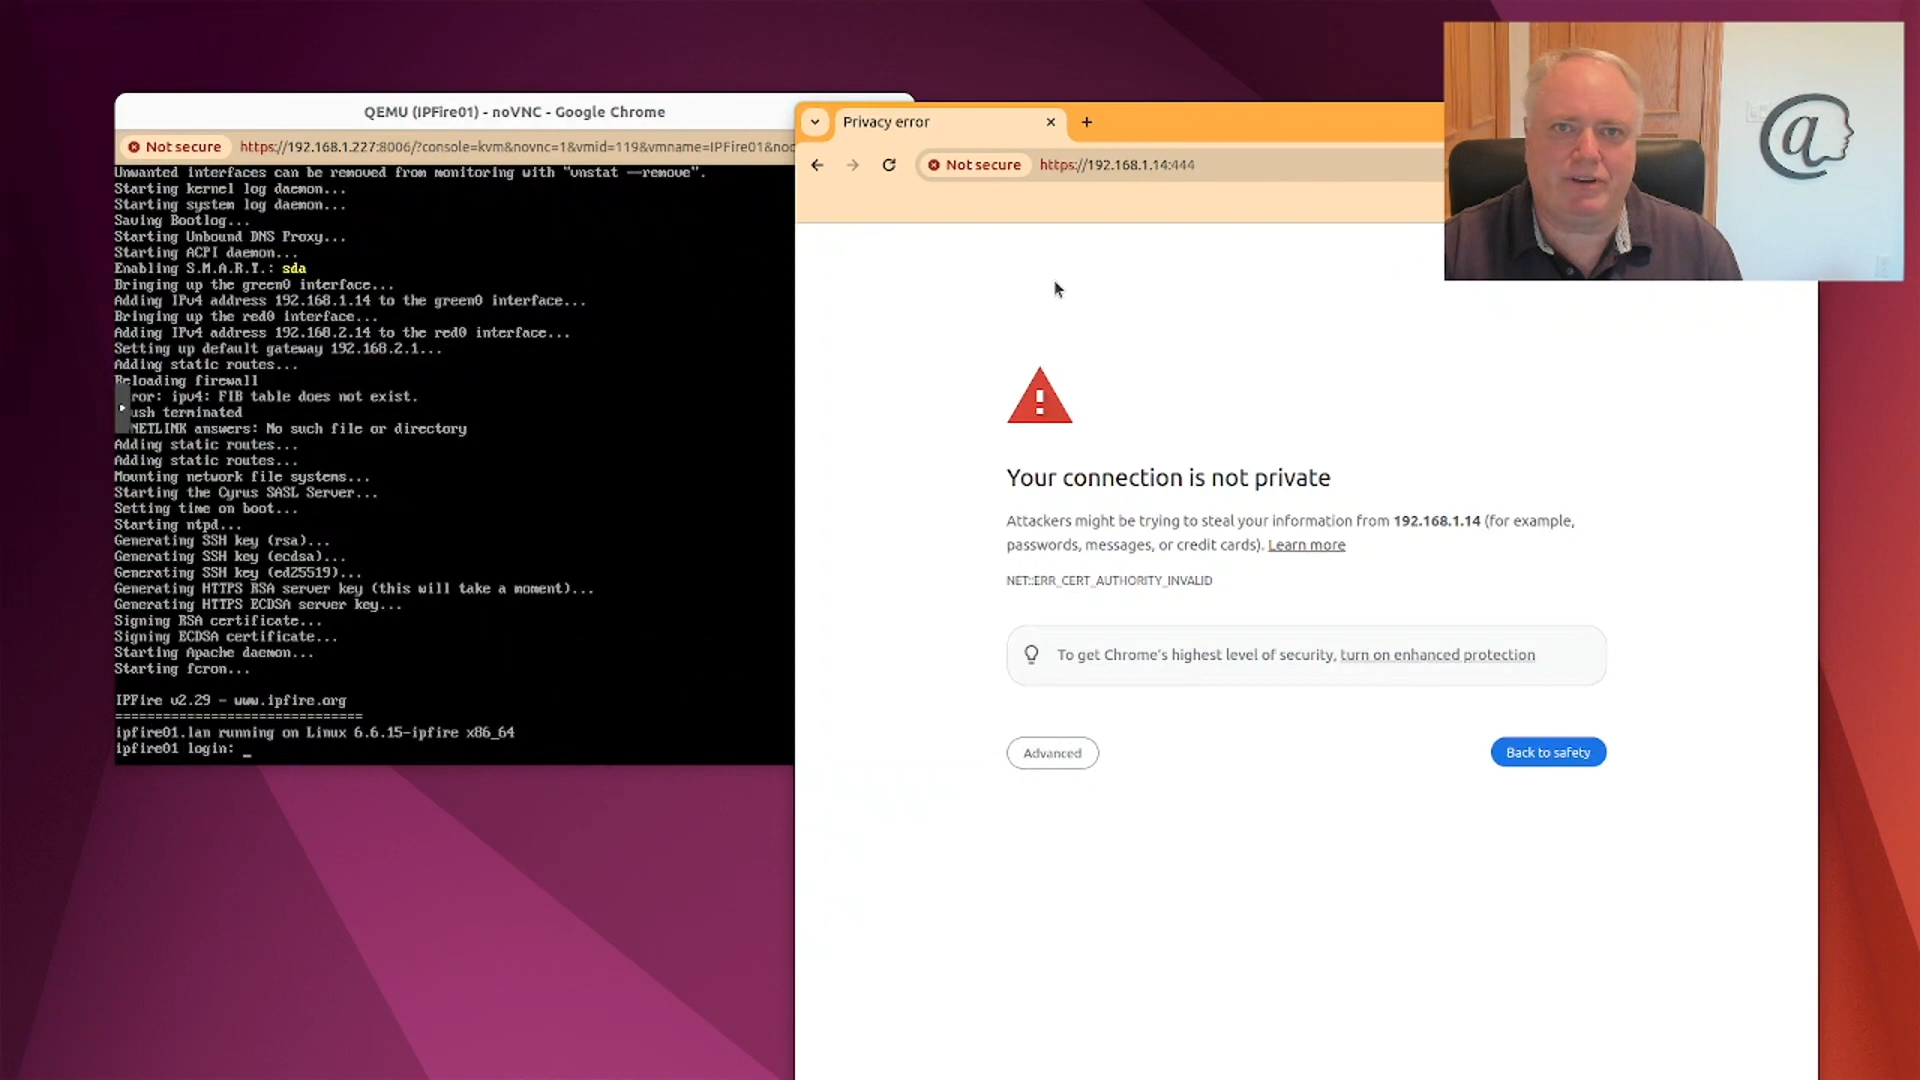 QEMU (IPFire01) - noVNC - Google Chrome
Not secure https://192.168.1.227:8006/?console=kvm&novnc=1&vmid=119&vmname=IPFire01&nod
Unwanted interfaces can be removed from monitoring with "vnstat --remove".
Starting kernel log daemon...
Starting system log daemon...
Saving Bootlog...
Starting Unbound DNS Proxy...
Starting ACPI daemon...
Enabling S.M.A.R.T.: sda
Bringing up the green0 interface...
Adding IPv4 address 192.168.1.14 to the green0 interface...
Bringing up the red0 interface...
Adding IPv4 address 192.168.2.14 to the red0 interface...
Setting up default gateway 192.168.2.1...
Adding static routes...
Reloading firewall
ror: ipv4: FIB table does not exist.
ush terminated
NETLINK answers: No such file or directory
Adding static routes...
Adding static routes...
Mounting network file systems...
Starting the Cyrus SASL Server...
Setting time on boot...
Starting ntpd...
Generating SSH key (rsa)...
Generating SSH key (ecdsa)...
Generating SSH key (ed25519)...
Generating HTTPS RSA server key (this will take a moment)...
Generating HTTPS ECDSA server key...
Signing RSA certificate...
Signing ECDSA certificate...
Starting Apache daemon...
Starting fcron...
IPFire v2.29 - www.ipfire.org
===============================
ipfire01.lan running on Linux 6.6.15-ipfire x86_64
ipfire01 login: _
Privacy error
Not secure https://192.168.1.14:444
Your connection is not private
Attackers might be trying to steal your information from 192.168.1.14 (for example,
passwords, messages, or credit cards). Learn more
NET::ERR_CERT_AUTHORITY_INVALID
To get Chrome's highest level of security, turn on enhanced protection
Advanced
Back to safety
@